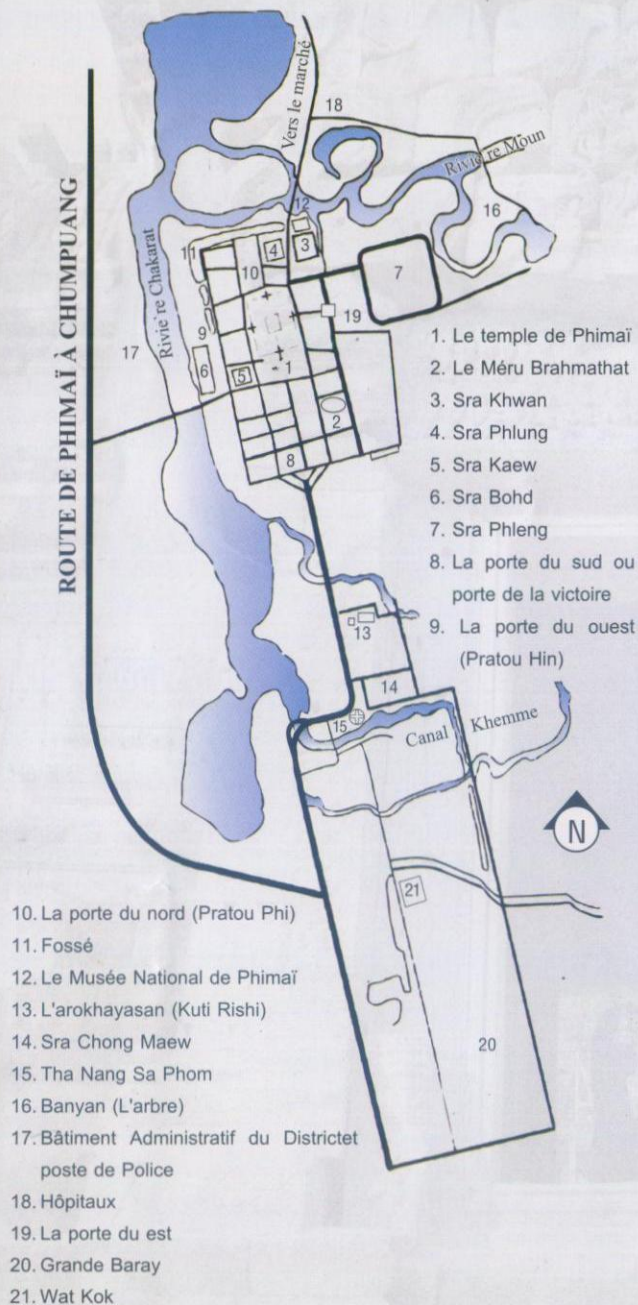 Vers le marché
18
Rivie`re Moun
ROUTE DE PHIMAÏ À CHUMPUANG
12
16
11
4
3
10
7
Rivie`re Chakarat
19
17
9
1. Le temple de Phimaï
6
1
5
2. Le Méru Brahmathat
2
3. Sra Khwan
8
4. Sra Phlung
5. Sra Kaew
6. Sra Bohd
7. Sra Phleng
8. La porte du sud ou
porte de la victoire
13
9. La porte du ouest
(Pratou Hin)
14
15
Canal Khemme
N
21
10. La porte du nord (Pratou Phi)
11. Fossé
12. Le Musée National de Phimaï
13. L'arokhayasan (Kuti Rishi)
14. Sra Chong Maew
20
15. Tha Nang Sa Phom
16. Banyan (L'arbre)
17. Bâtiment Administratif du Districtet
poste de Police
18. Hôpitaux
19. La porte du est
20. Grande Baray
21. Wat Kok